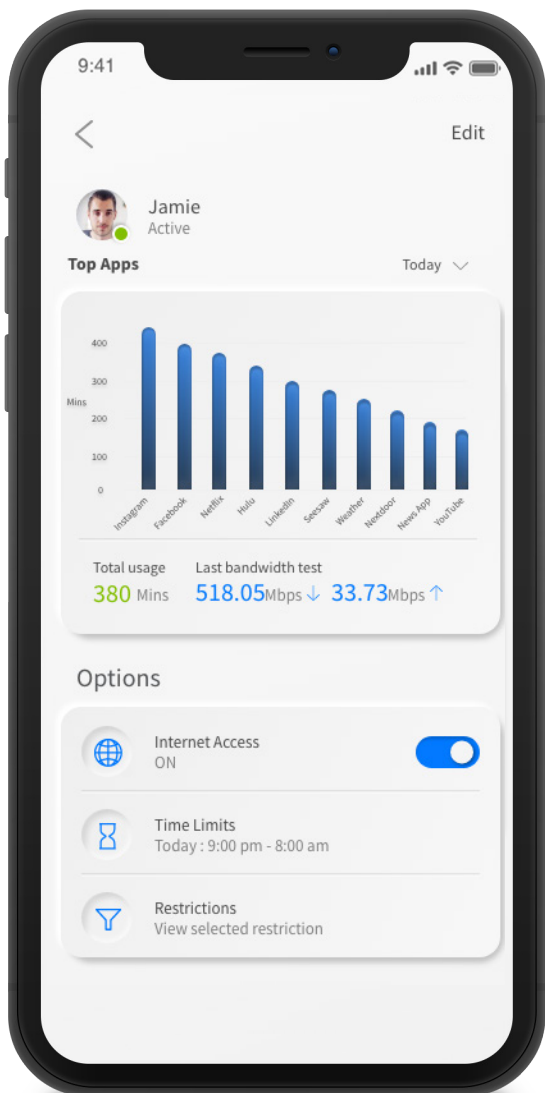 9:41
Edit
Jamie
Active
Top Apps
Today
400
300
Mins
200
100
0
Instagram
Facebook
Netflix
Hulu
LinkedIn
Seesaw
Weather
Nextdoor
News App
YouTube
Total usage
Last bandwidth test
380 Mins
518.05Mbps ↓ 33.73Mbps ↑
Options
Internet Access
ON
Time Limits
Today : 9:00 pm - 8:00 am
Restrictions
View selected restriction